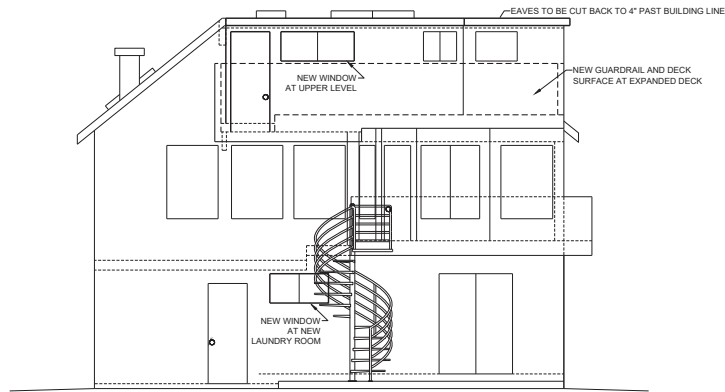 EAVES TO BE CUT BACK TO 4" PAST BUILDING LINE
NEW WINDOW
AT UPPER LEVEL
NEW GUARDRAIL AND DECK
SURFACE AT EXPANDED DECK
NEW WINDOW
AT NEW
LAUNDRY ROOM